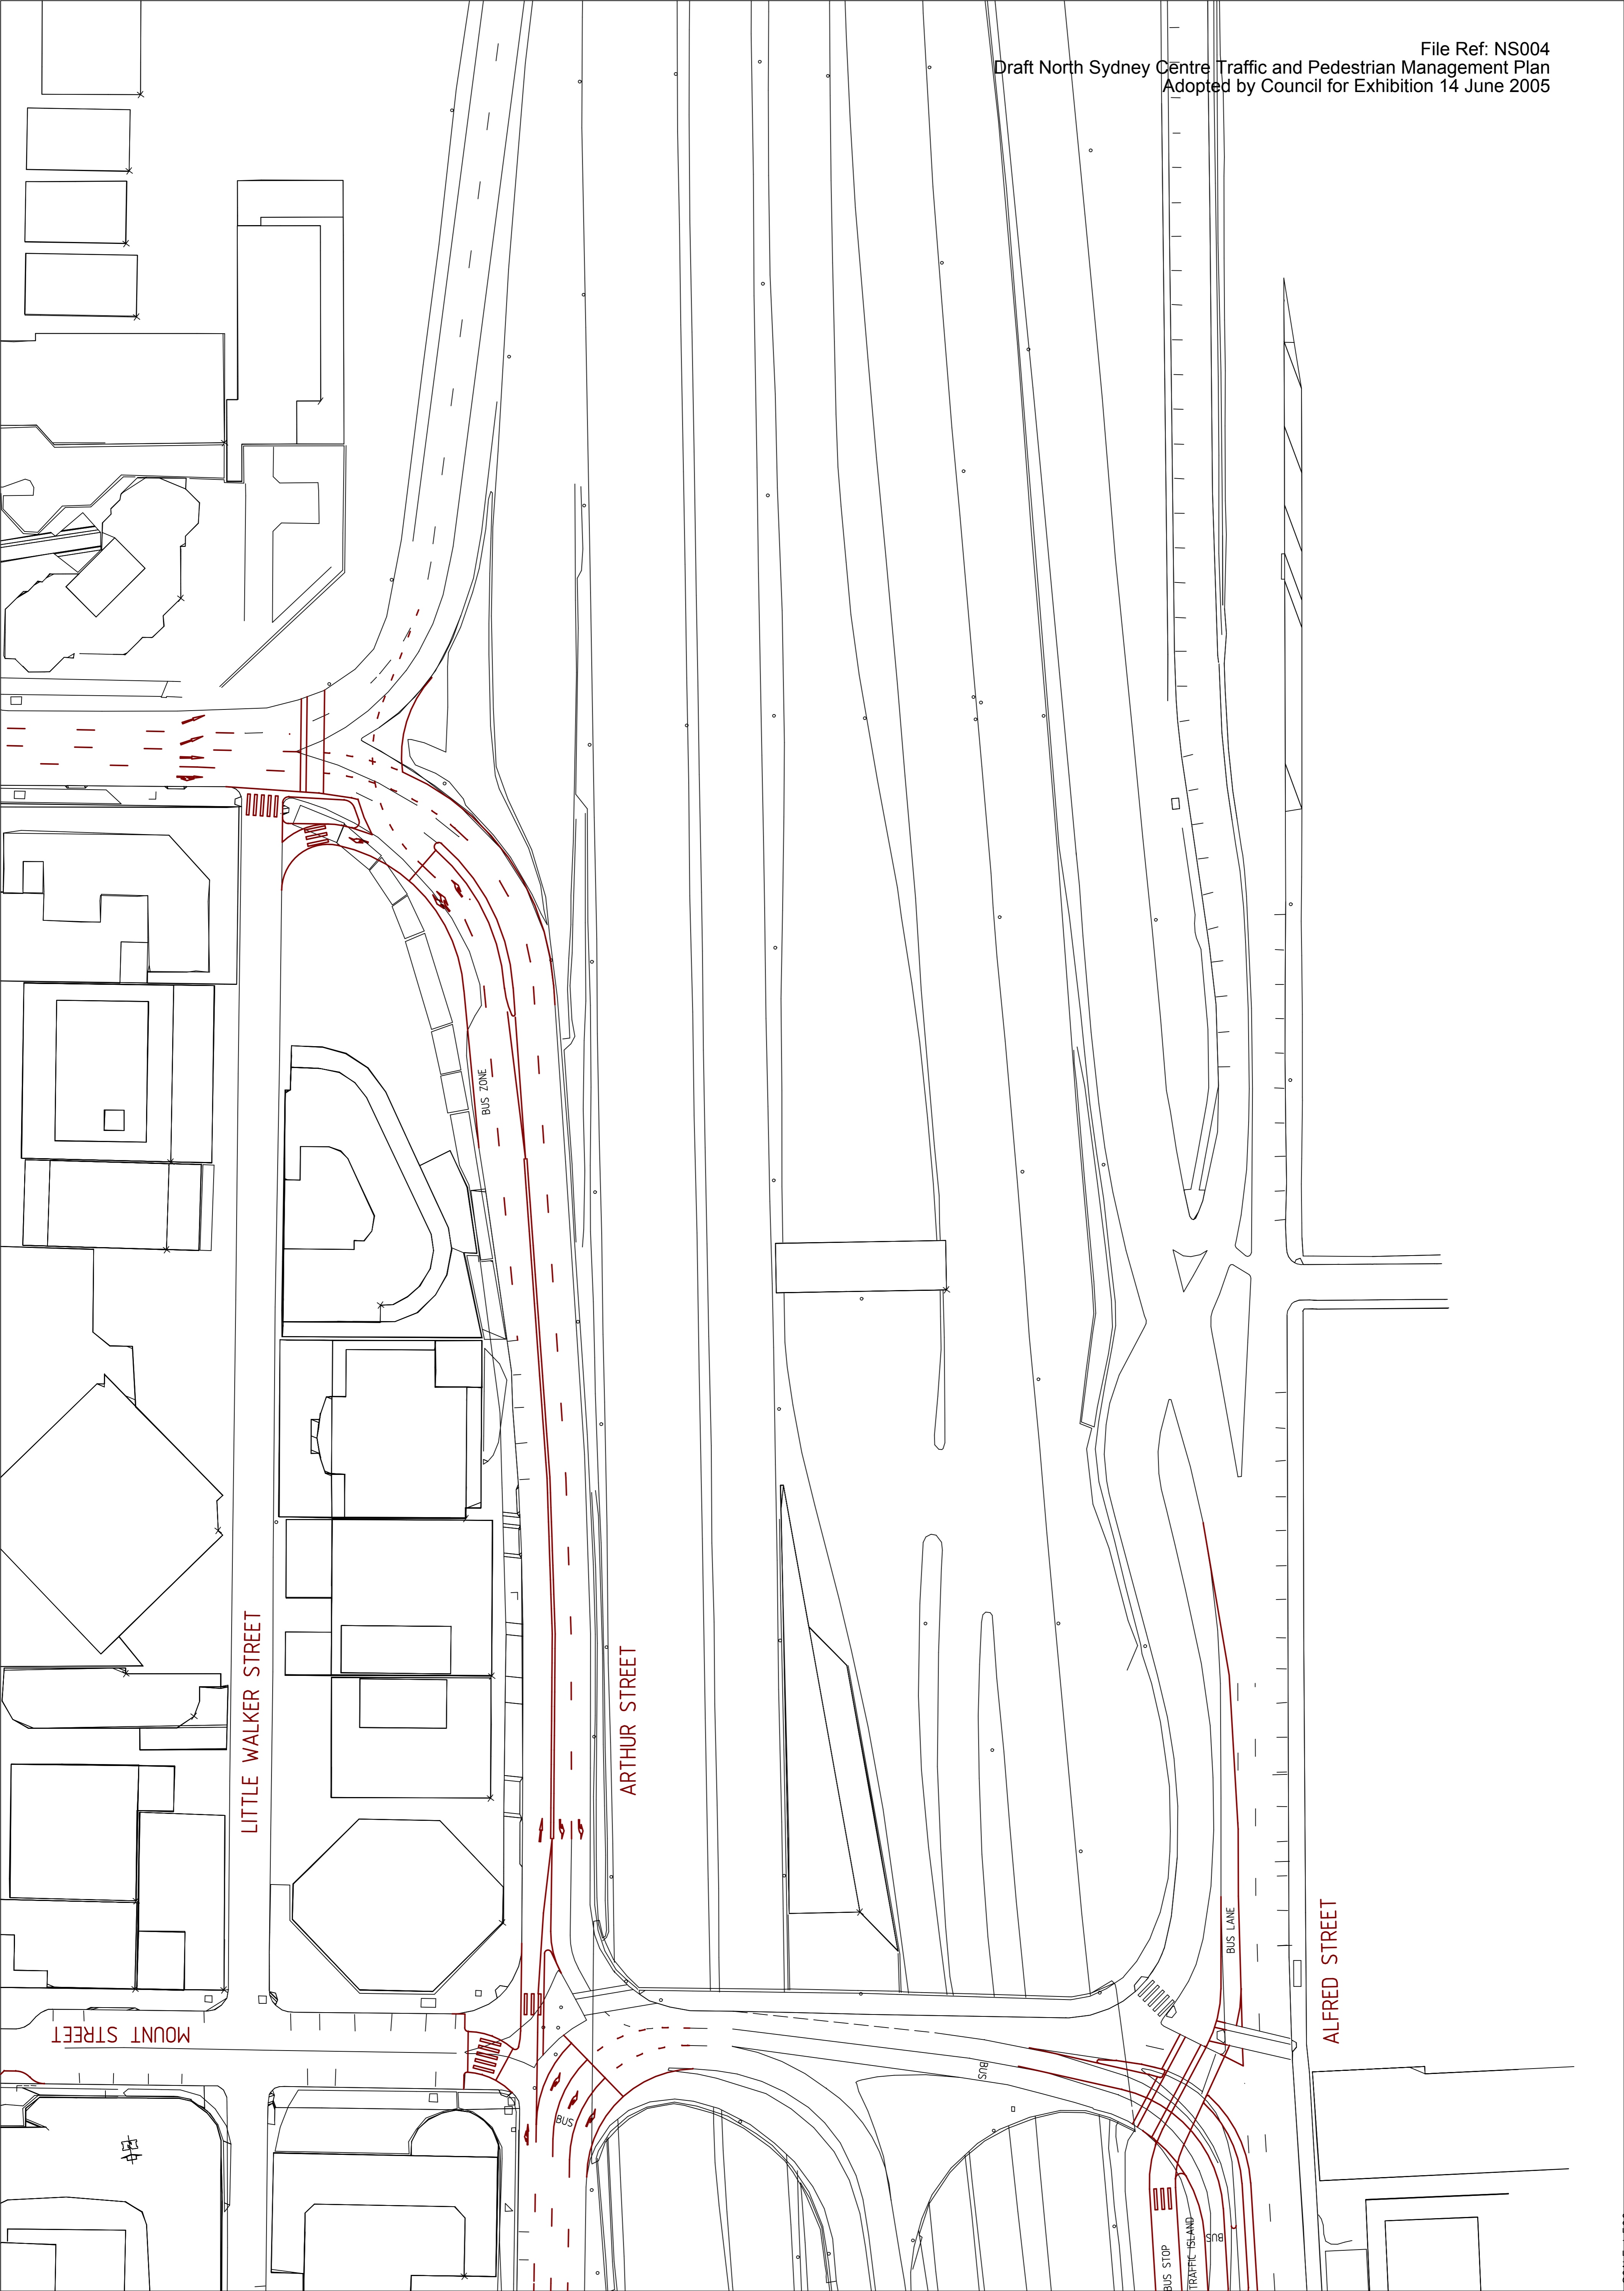 File Ref: NS004
Draft North Sydney Centre Traffic and Pedestrian Management Plan
Adopted by Council for Exhibition 14 June 2005
BUS ZONE
LITTLE WALKER STREET
ARTHUR STREET
BUS LANE
ALFRED STREET
MOUNT STREET
BUS
BUS
BUS STOP
TRAFFIC ISLAND
BUS